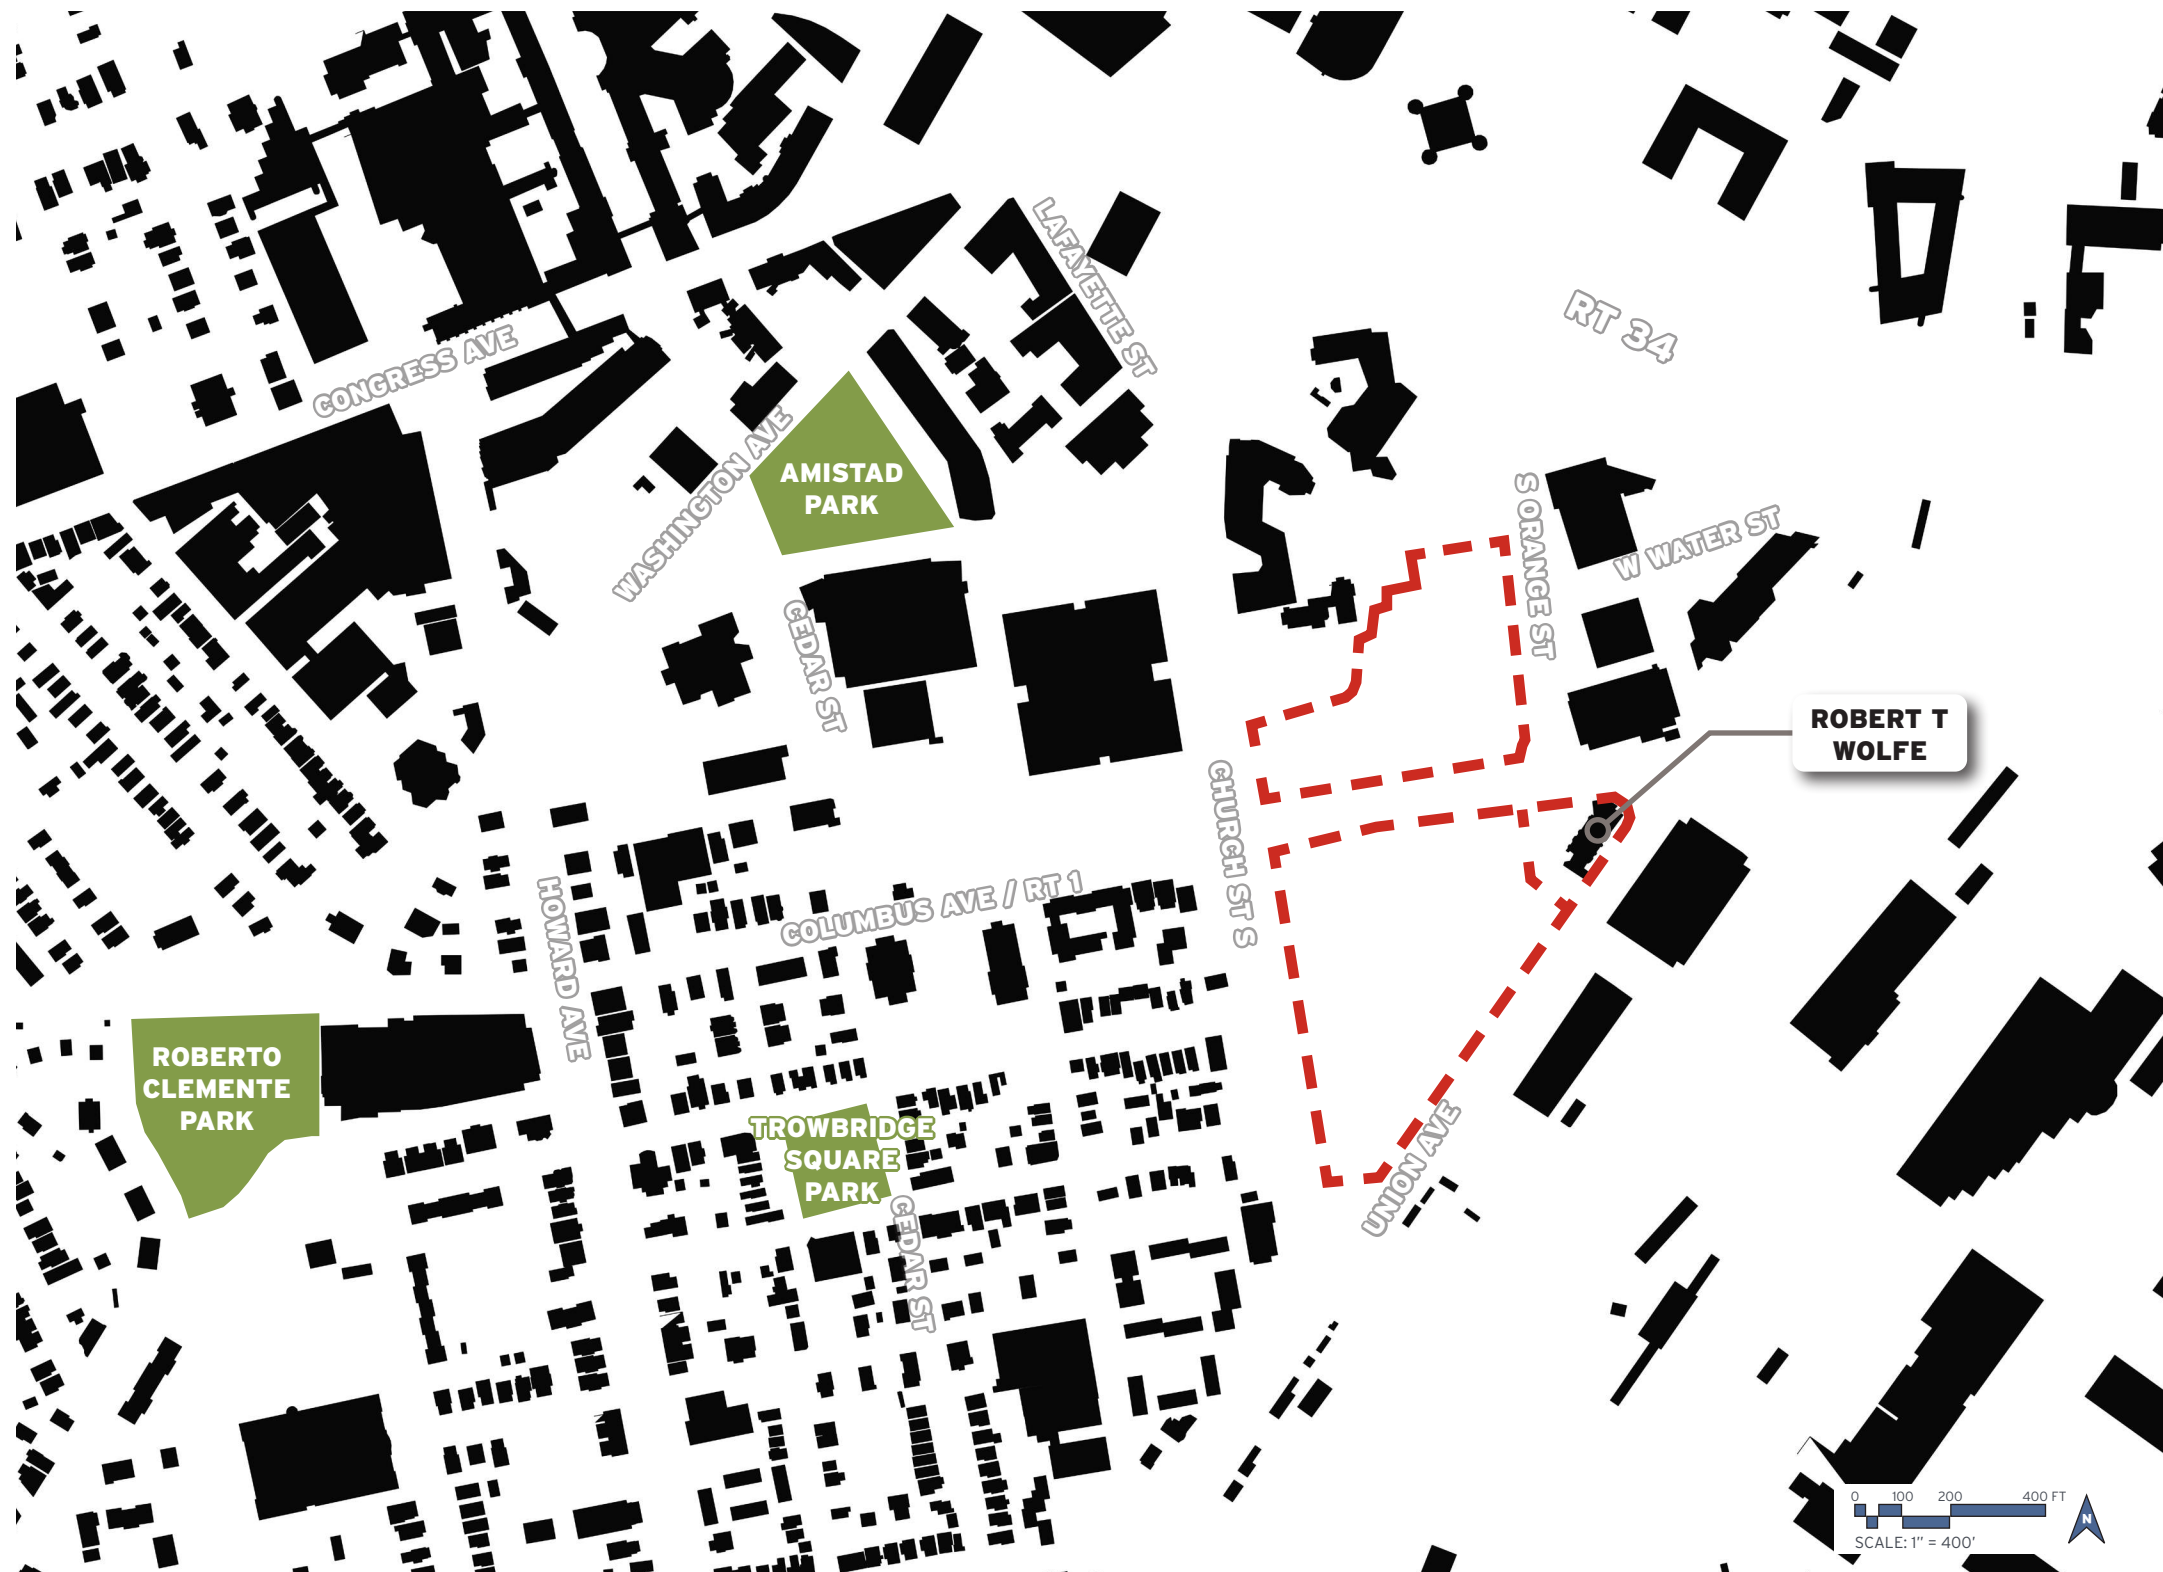 LAFAYETTE ST
RT 34
CONGRESS AVE
WASHINGTON AVE
AMISTAD
PARK
S ORANGE ST
W WATER ST
CEDAR ST
ROBERT T
WOLFE
CHURCH ST S
HOWARD AVE
COLUMBUS AVE / RT 1
ROBERTO
CLEMENTE
PARK
TROWBRIDGE
SQUARE
PARK
UNION AVE
CEDAR ST
0 100 200 400 FT
N
SCALE: 1" = 400'